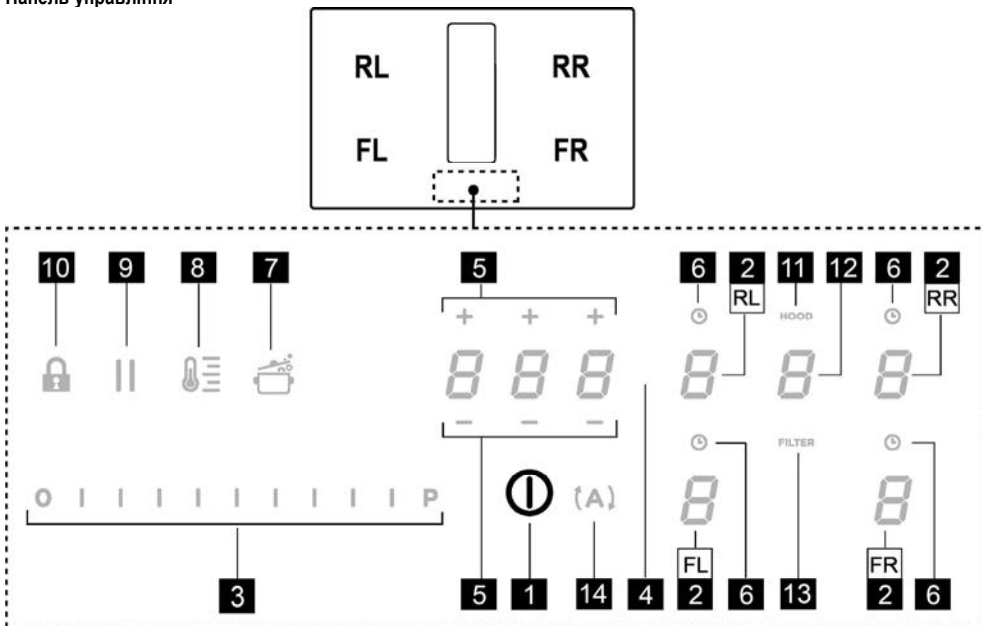 Панель управління
RL RR
FL FR
10 9 8 7 5 6 2 11 12 6 2
RL RR
+ + + HOOD
8 8 8 8 8 8
- - - FILTER
0 I I I I I I I I I P (A) 8 8
FL FR
3 5 1 14 4 2 6 13 2 6